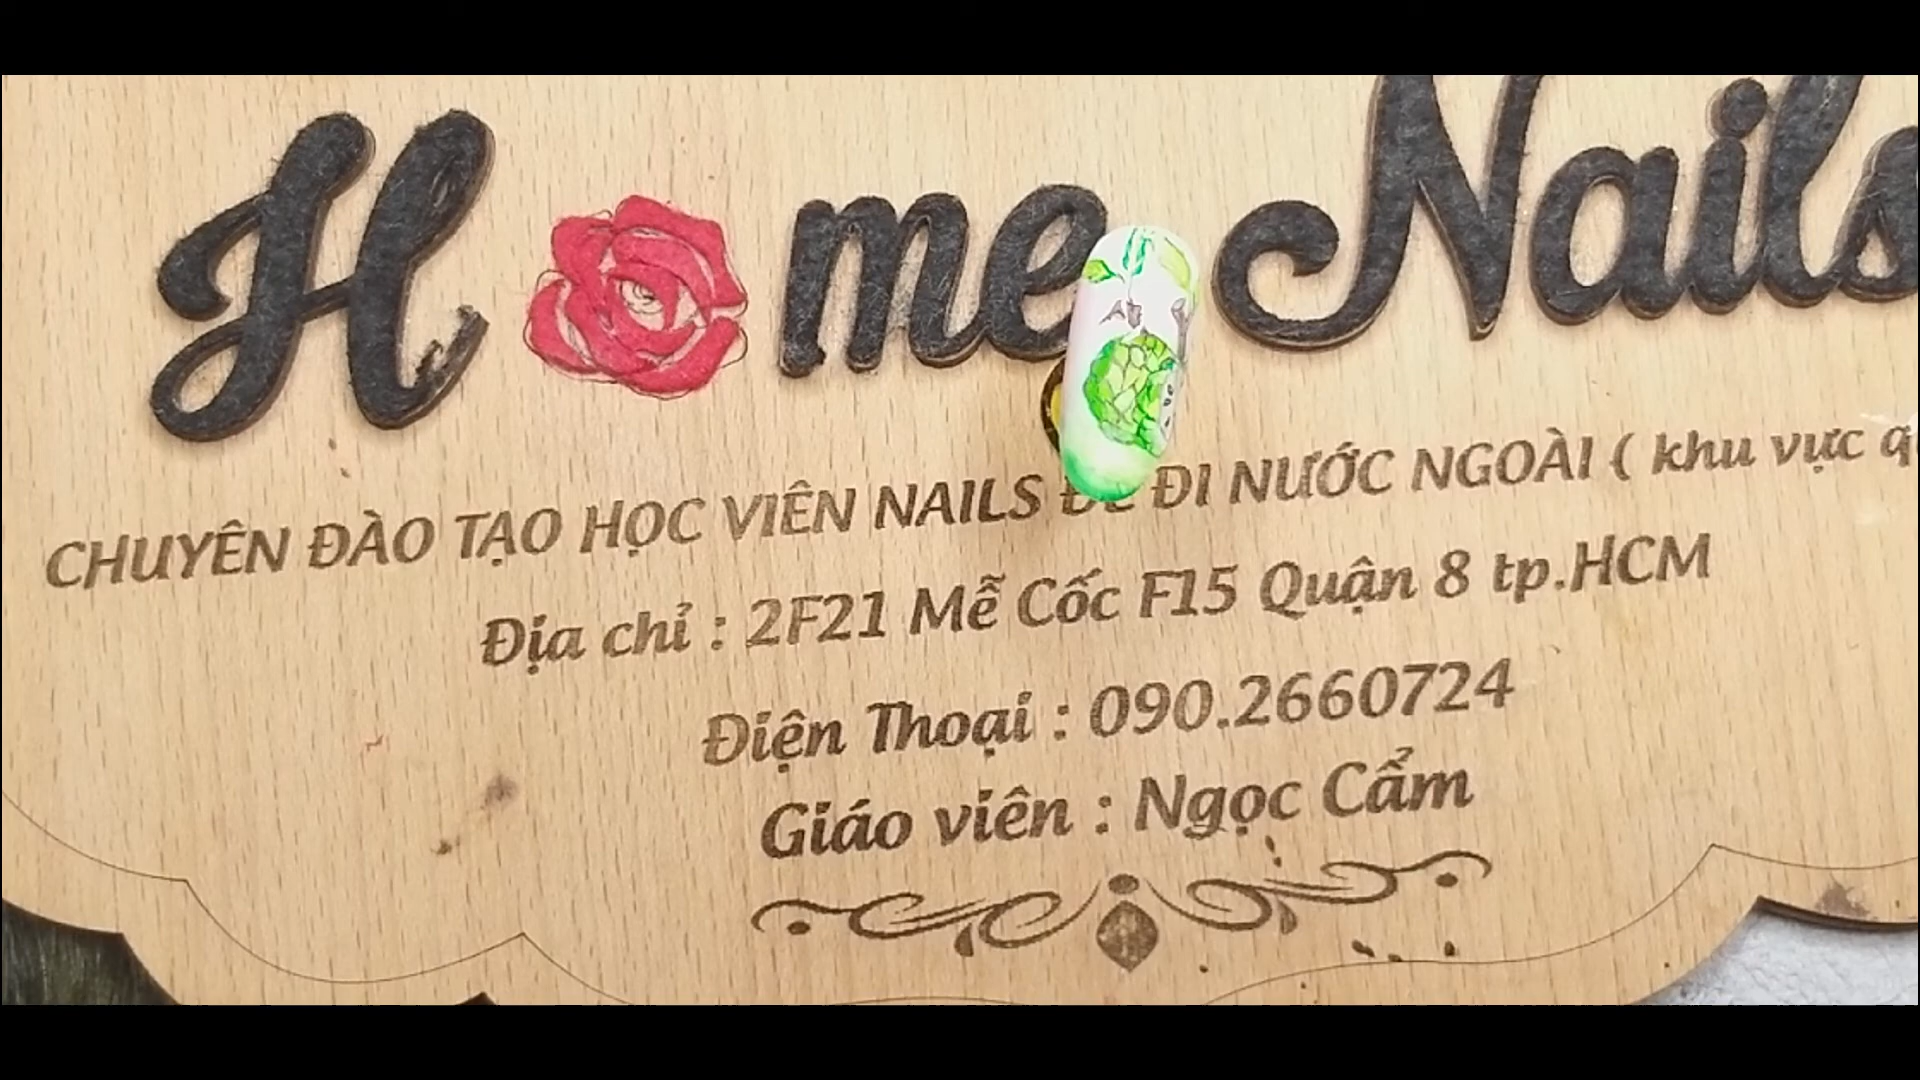 Home Nails
CHUYÊN ĐÀO TẠO HỌC VIÊN NAILS ĐỂ ĐI NƯỚC NGOÀI ( khu vực
Địa chỉ : 2F21 Mễ Cốc F15 Quận 8 tp.HCM
Điện Thoại : 090.2660724
Giáo viên : Ngọc Cẩm